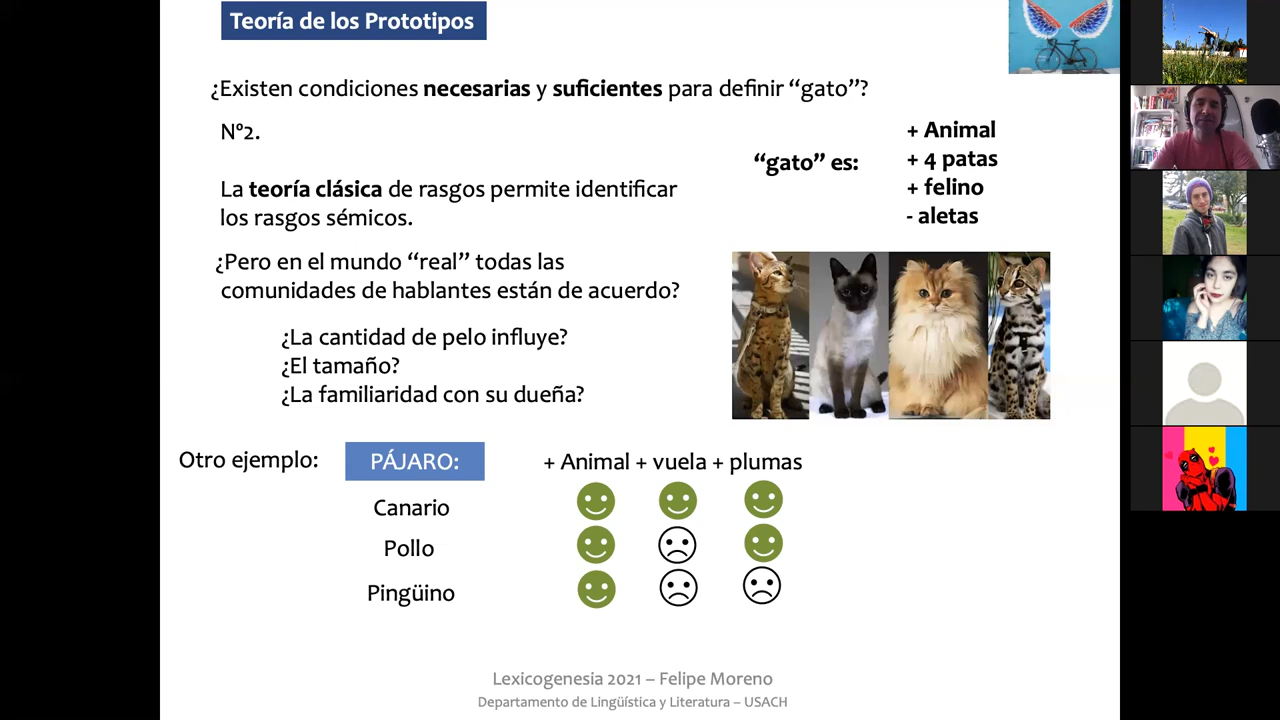 Teoría de los Prototipos
¿Existen condiciones necesarias y suficientes para definir “gato”?
Nº2.
La teoría clásica de rasgos permite identificar
los rasgos sémicos.
“gato” es:
+ Animal
+ 4 patas
+ felino
- aletas
¿Pero en el mundo “real” todas las
comunidades de hablantes están de acuerdo?
¿La cantidad de pelo influye?
¿El tamaño?
¿La familiaridad con su dueña?
Otro ejemplo: PÁJARO: + Animal + vuela + plumas
Canario
Pollo
Pingüino
Lexicogenesia 2021 – Felipe Moreno
Departamento de Lingüística y Literatura – USACH